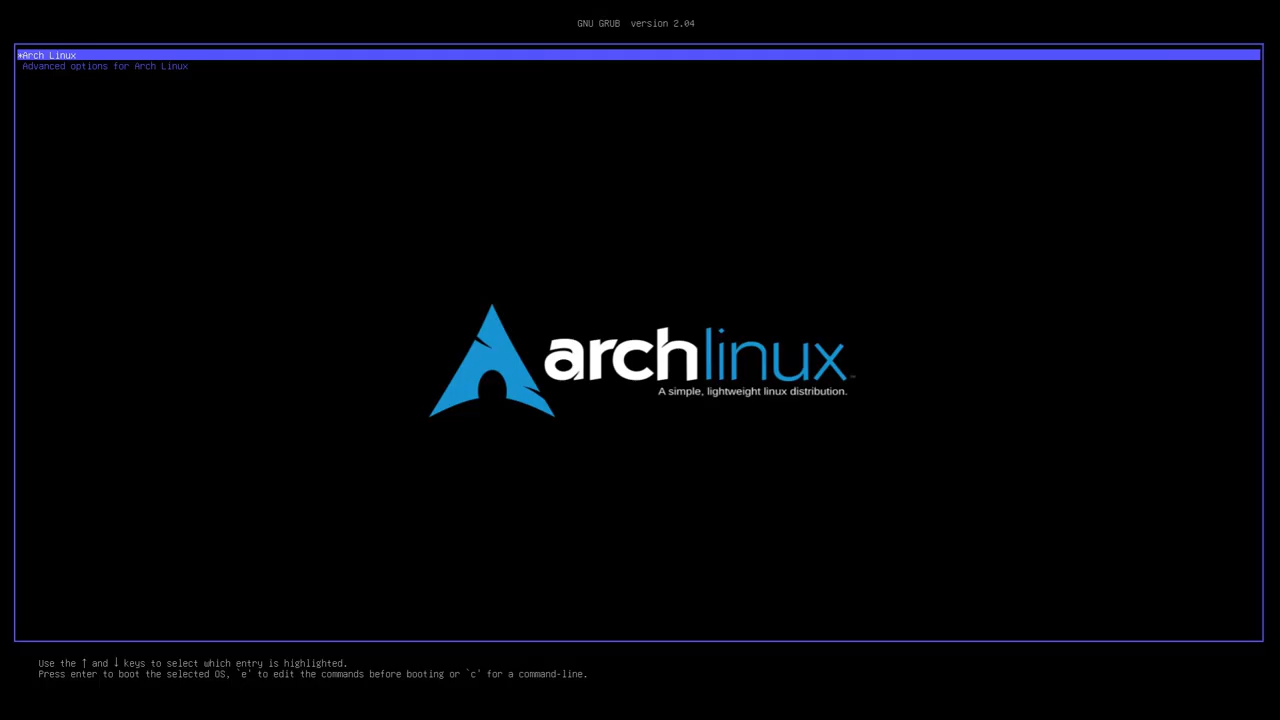 GNU GRUB  version 2.04
*Arch Linux
Advanced options for Arch Linux
archlinux™
A simple, lightweight linux distribution.
Use the ↑ and ↓ keys to select which entry is highlighted.
Press enter to boot the selected OS, `e' to edit the commands before booting or `c' for a command-line.